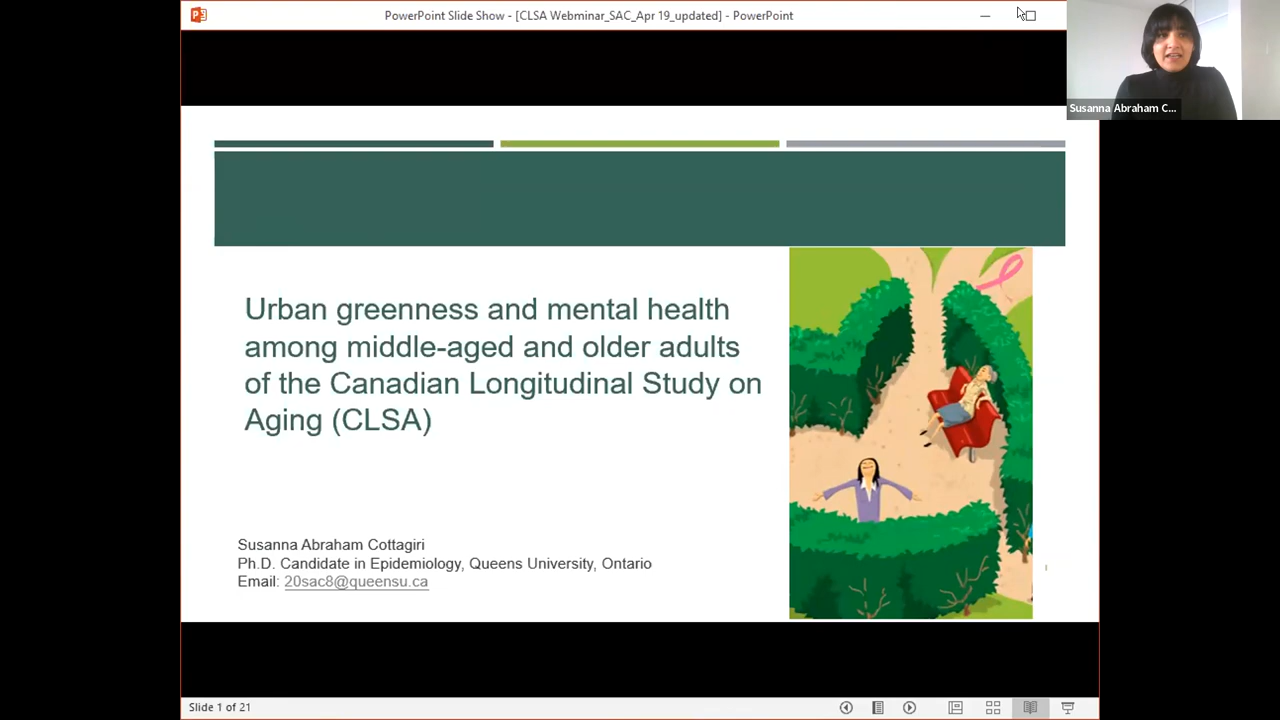 PowerPoint Slide Show - [CLSA Webminar_SAC_Apr 19_updated] - PowerPoint
Susanna Abraham C...
Urban greenness and mental health
among middle-aged and older adults
of the Canadian Longitudinal Study on
Aging (CLSA)
Susanna Abraham Cottagiri
Ph.D. Candidate in Epidemiology, Queens University, Ontario
Email: 20sac8@queensu.ca
Slide 1 of 21